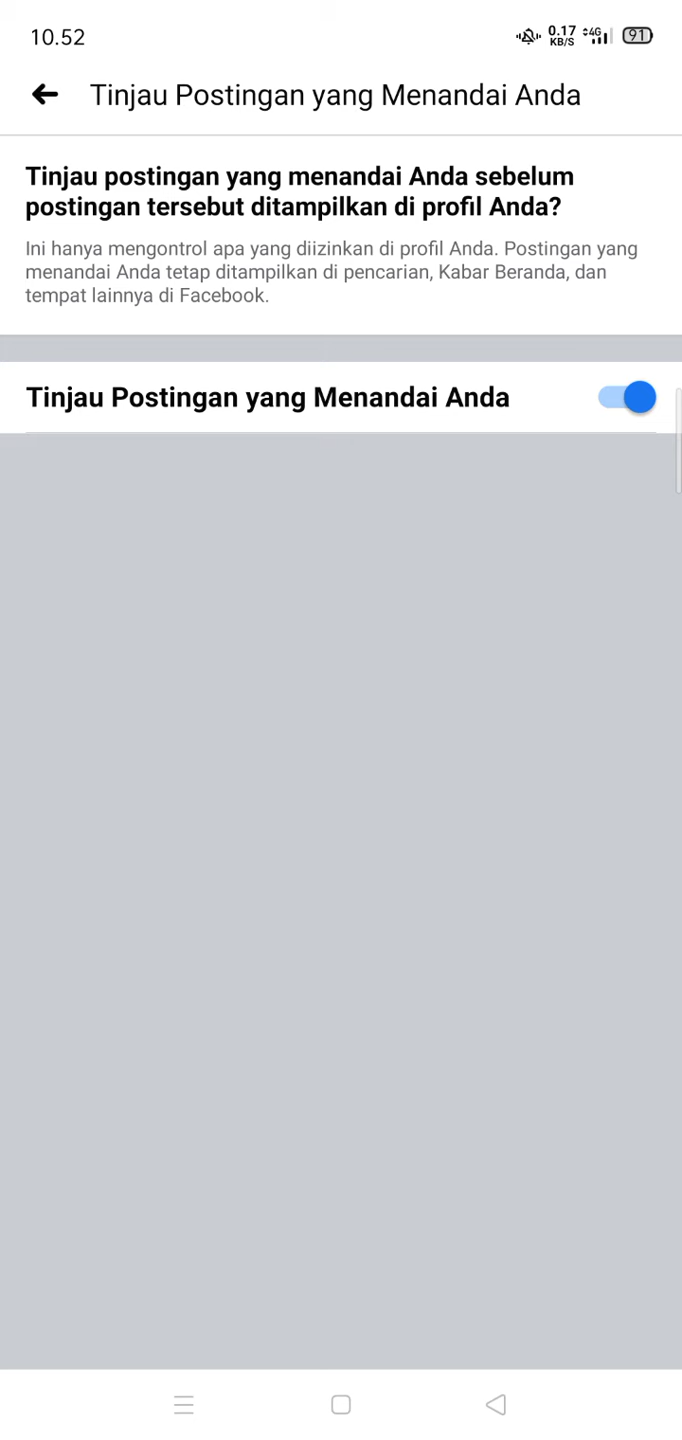 10.52
0.17
KB/S
4G
91
Tinjau Postingan yang Menandai Anda
Tinjau postingan yang menandai Anda sebelum
postingan tersebut ditampilkan di profil Anda?
Ini hanya mengontrol apa yang diizinkan di profil Anda. Postingan yang
menandai Anda tetap ditampilkan di pencarian, Kabar Beranda, dan
tempat lainnya di Facebook.
Tinjau Postingan yang Menandai Anda